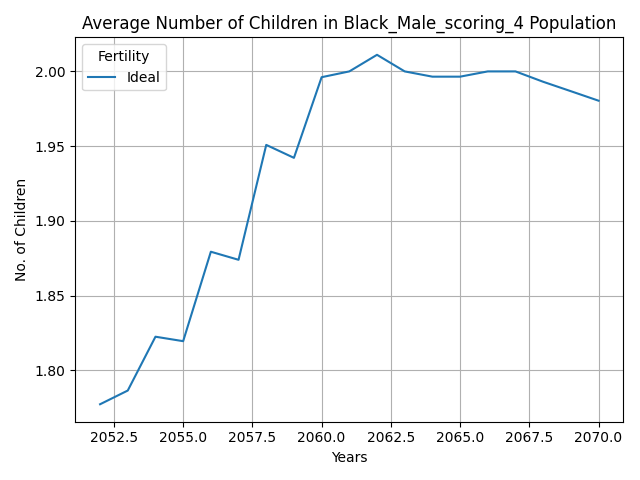 Average Number of Children in Black_Male_scoring_4 Population
Fertility
Ideal
No. of Children
2.00
1.95
1.90
1.85
1.80
2052.5 2055.0 2057.5 2060.0 2062.5 2065.0 2067.5 2070.0
Years